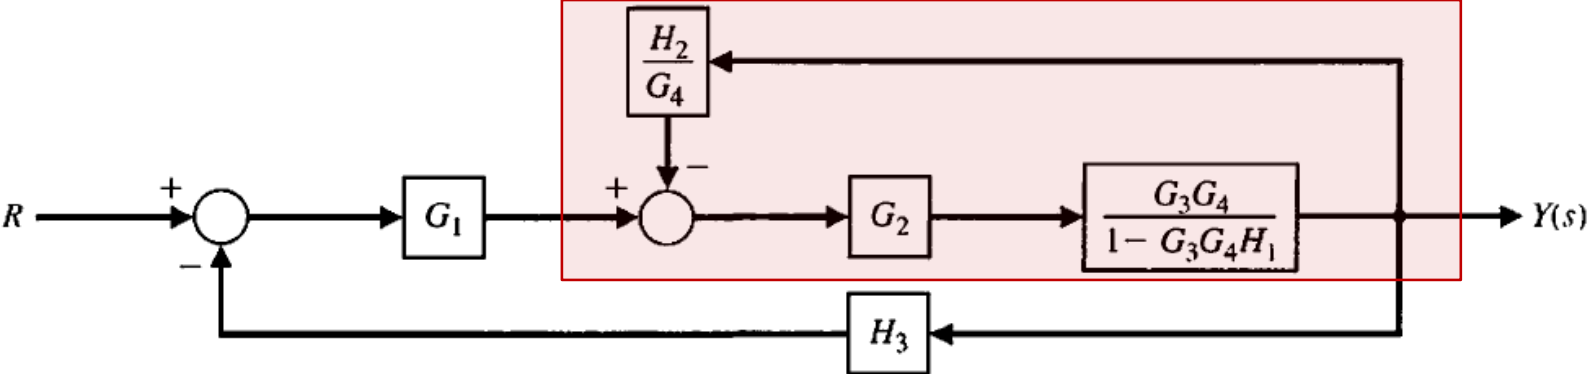 H₂
G₄
−
+
+
R
G₁
G₂
G₃G₄
1 − G₃G₄H₁
Y(s)
−
H₃